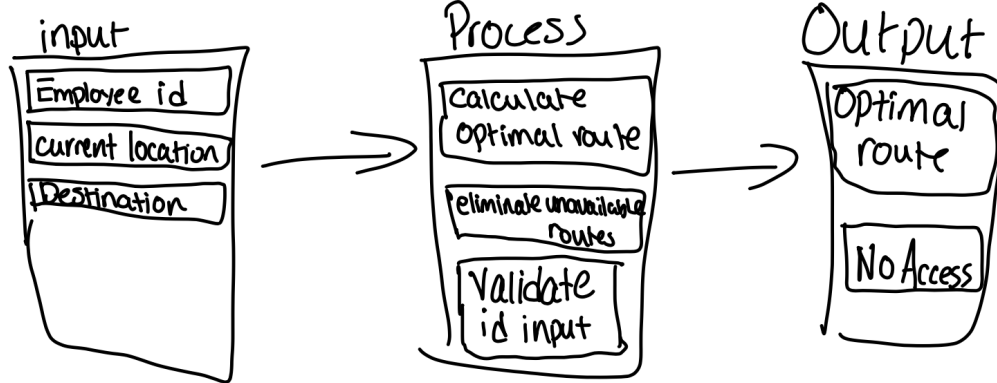 input
Employee id
current location
Destination
Process
calculate
optimal route
eliminate unavailable
routes
Validate
id input
Output
Optimal
route
No Access